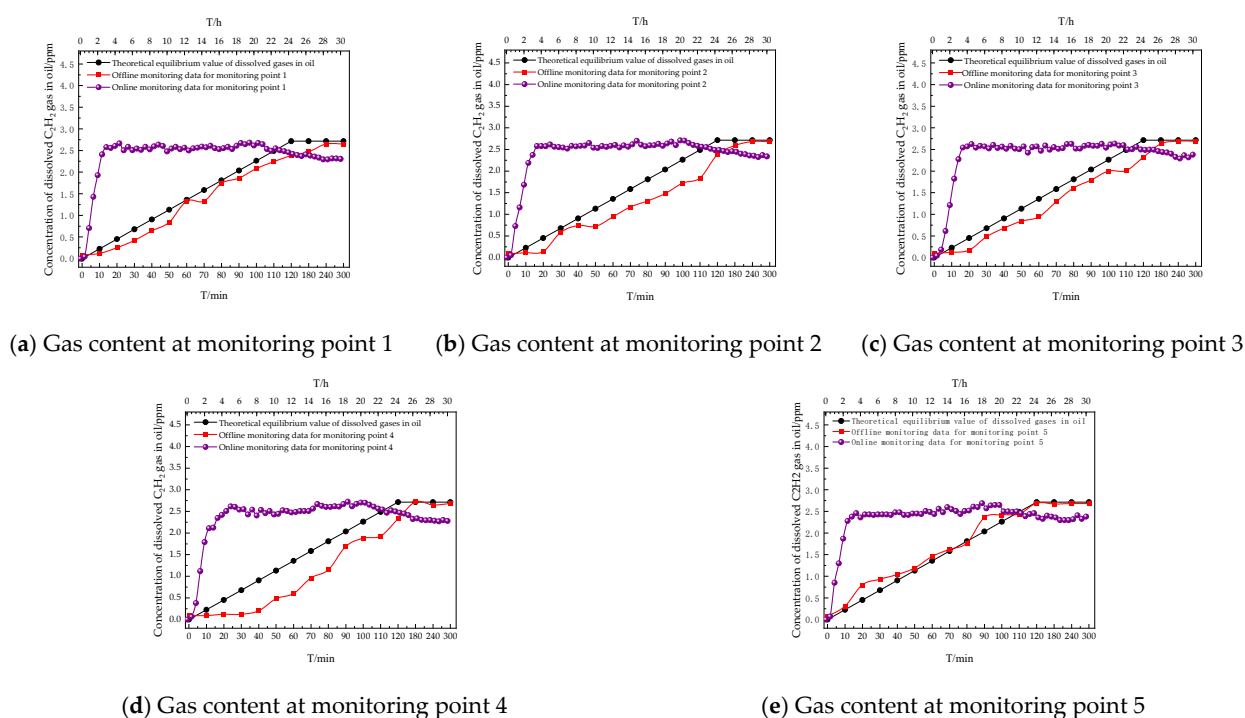 T/h
0 2 4 6 8 10 12 14 16 18 20 22 24 26 28 30
Concentration of dissolved C₂H₂ gas in oil/ppm
4.5
4.0
3.5
3.0
2.5
2.0
1.5
1.0
0.5
0.0
Theoretical equilibrium value of dissolved gases in oil
Offline monitoring data for monitoring point 1
Online monitoring data for monitoring point 1
0 10 20 30 40 50 60 70 80 90 100 110 120 180 240 300
T/min
(a) Gas content at monitoring point 1
T/h
0 2 4 6 8 10 12 14 16 18 20 22 24 26 28 30
Concentration of dissolved C₂H₂ gas in oil/ppm
4.5
4.0
3.5
3.0
2.5
2.0
1.5
1.0
0.5
0.0
Theoretical equilibrium value of dissolved gases in oil
Offline monitoring data for monitoring point 2
Online monitoring data for monitoring point 2
0 10 20 30 40 50 60 70 80 90 100 110 120 180 240 300
T/min
(b) Gas content at monitoring point 2
T/h
0 2 4 6 8 10 12 14 16 18 20 22 24 26 28 30
Concentration of dissolved C₂H₂ gas in oil/ppm
4.5
4.0
3.5
3.0
2.5
2.0
1.5
1.0
0.5
0.0
Theoretical equilibrium value of dissolved gases in oil
Offline monitoring data for monitoring point 3
Online monitoring data for monitoring point 3
0 10 20 30 40 50 60 70 80 90 100 110 120 180 240 300
T/min
(c) Gas content at monitoring point 3
T/h
0 2 4 6 8 10 12 14 16 18 20 22 24 26 28 30
Concentration of dissolved C₂H₂ gas in oil/ppm
4.5
4.0
3.5
3.0
2.5
2.0
1.5
1.0
0.5
0.0
Theoretical equilibrium value of dissolved gases in oil
Offline monitoring data for monitoring point 4
Online monitoring data for monitoring point 4
0 10 20 30 40 50 60 70 80 90 100 110 120 180 240 300
T/min
(d) Gas content at monitoring point 4
T/h
0 2 4 6 8 10 12 14 16 18 20 22 24 26 28 30
Concentration of dissolved C2H2 gas in oil/ppm
4.5
4.0
3.5
3.0
2.5
2.0
1.5
1.0
0.5
0.0
Theoretical equilibrium value of dissolved gases in oil
Offline monitoring data for monitoring point 5
Online monitoring data for monitoring point 5
0 10 20 30 40 50 60 70 80 90 100 110 120 180 240 300
T/min
(e) Gas content at monitoring point 5